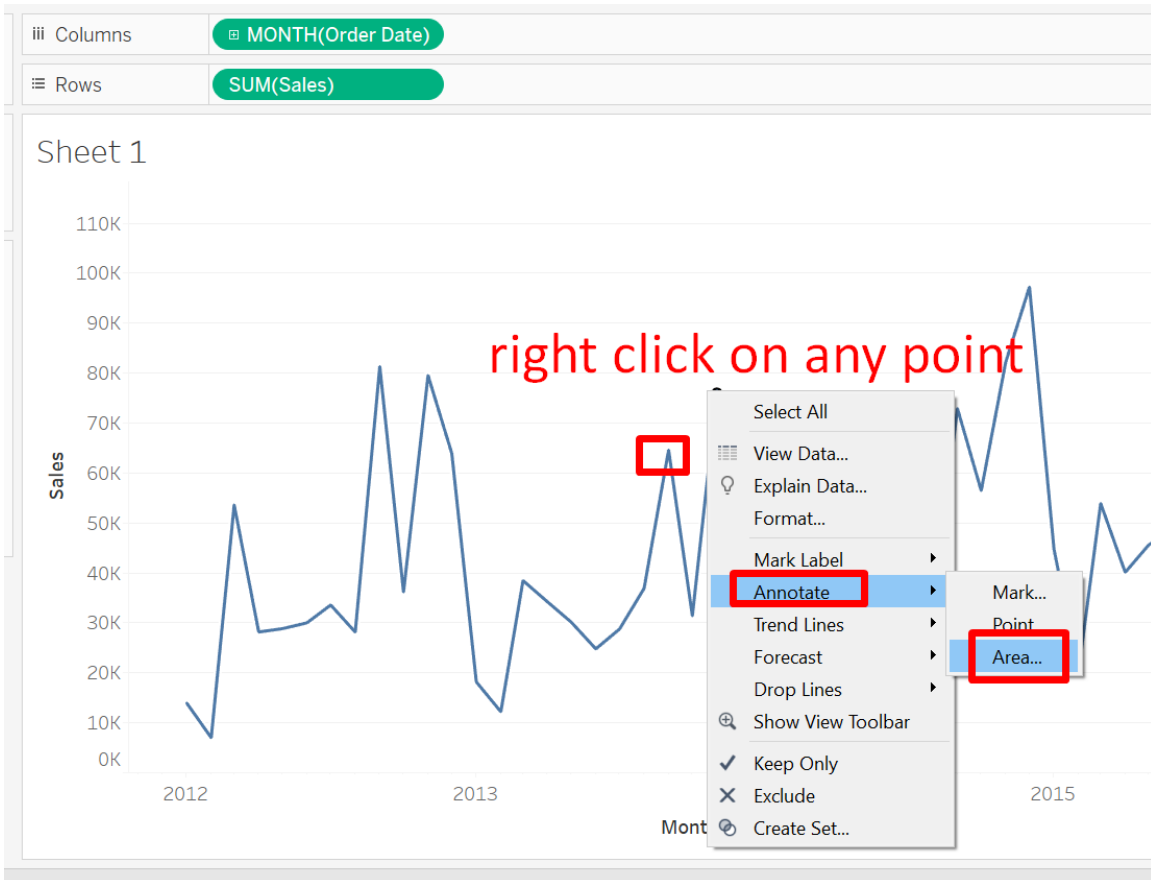 Columns
MONTH(Order Date)
Rows
SUM(Sales)
Sheet 1
110K
100K
90K
80K
70K
60K
50K
40K
30K
20K
10K
0K
Sales
right click on any point
Select All
View Data...
Explain Data...
Format...
Mark Label
Annotate
Trend Lines
Forecast
Drop Lines
Show View Toolbar
Keep Only
Exclude
Create Set...
Mark...
Point
Area...
2012
2013
2015
Mont